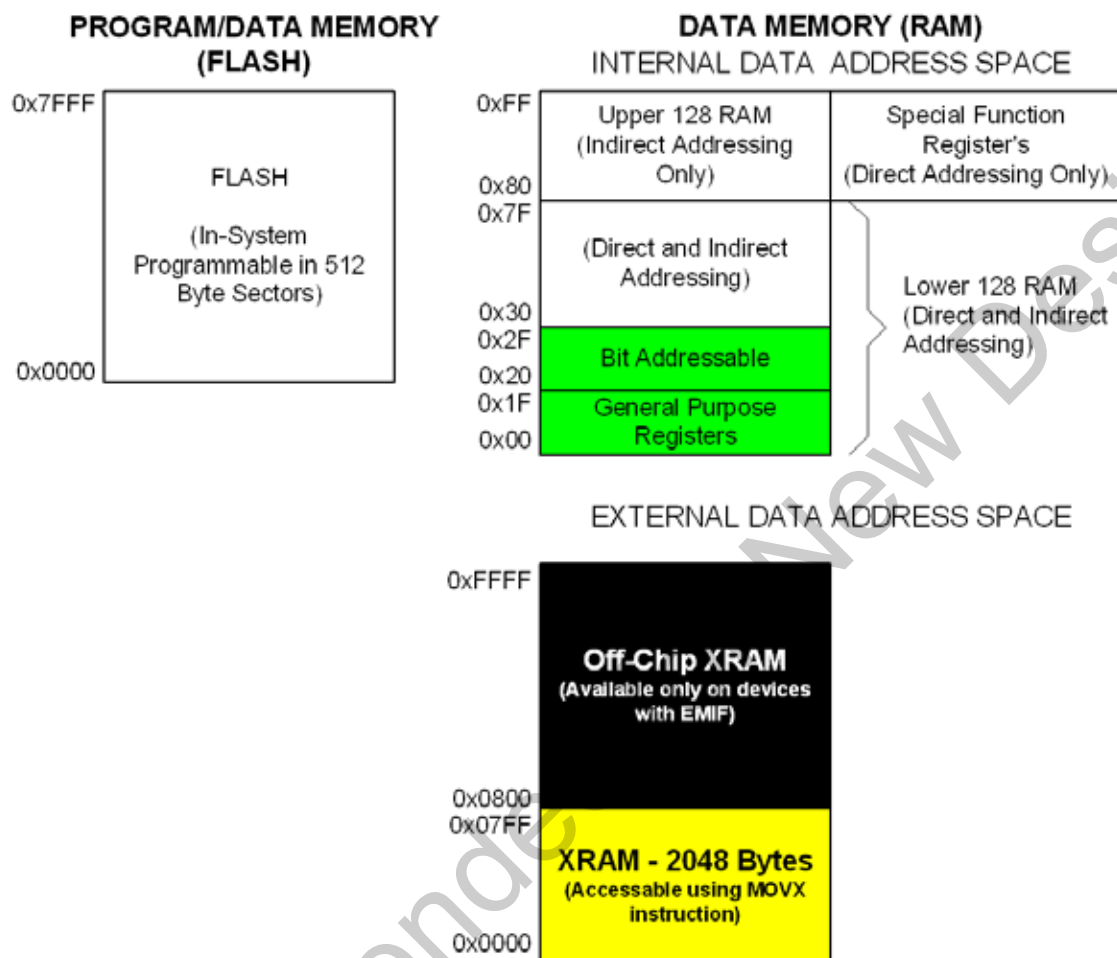 PROGRAM/DATA MEMORY
(FLASH)
0x7FFF
FLASH
(In-System
Programmable in 512
Byte Sectors)
0x0000
DATA MEMORY (RAM)
INTERNAL DATA ADDRESS SPACE
0xFF
Upper 128 RAM
(Indirect Addressing
Only)
0x80
Special Function
Register's
(Direct Addressing Only)
0x7F
(Direct and Indirect
Addressing)
0x30
Lower 128 RAM
(Direct and Indirect
Addressing)
0x2F
Bit Addressable
0x20
0x1F
General Purpose
Registers
0x00
EXTERNAL DATA ADDRESS SPACE
0xFFFF
Off-Chip XRAM
(Available only on devices
with EMIF)
0x0800
0x07FF
XRAM - 2048 Bytes
(Accessable using MOVX
instruction)
0x0000
New Des